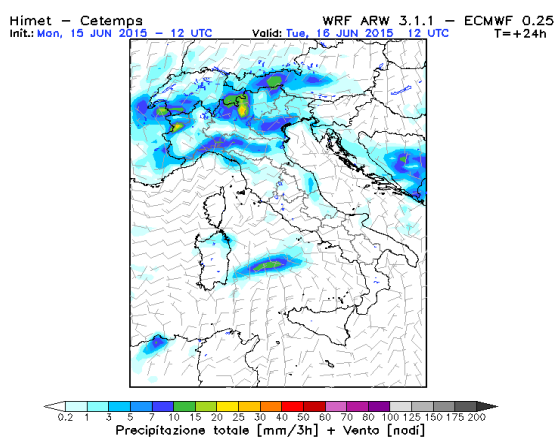 Himet – Cetemps WRF ARW 3.1.1 – ECMWF 0.25
Init.: Mon, 15 JUN 2015 – 12 UTC Valid: Tue, 16 JUN 2015 12 UTC T=+24h
0.2 1 3 5 7 10 15 20 25 30 40 50 60 70 80 100 125 150 175 200
Precipitazione totale [mm/3h] + Vento [nodi]